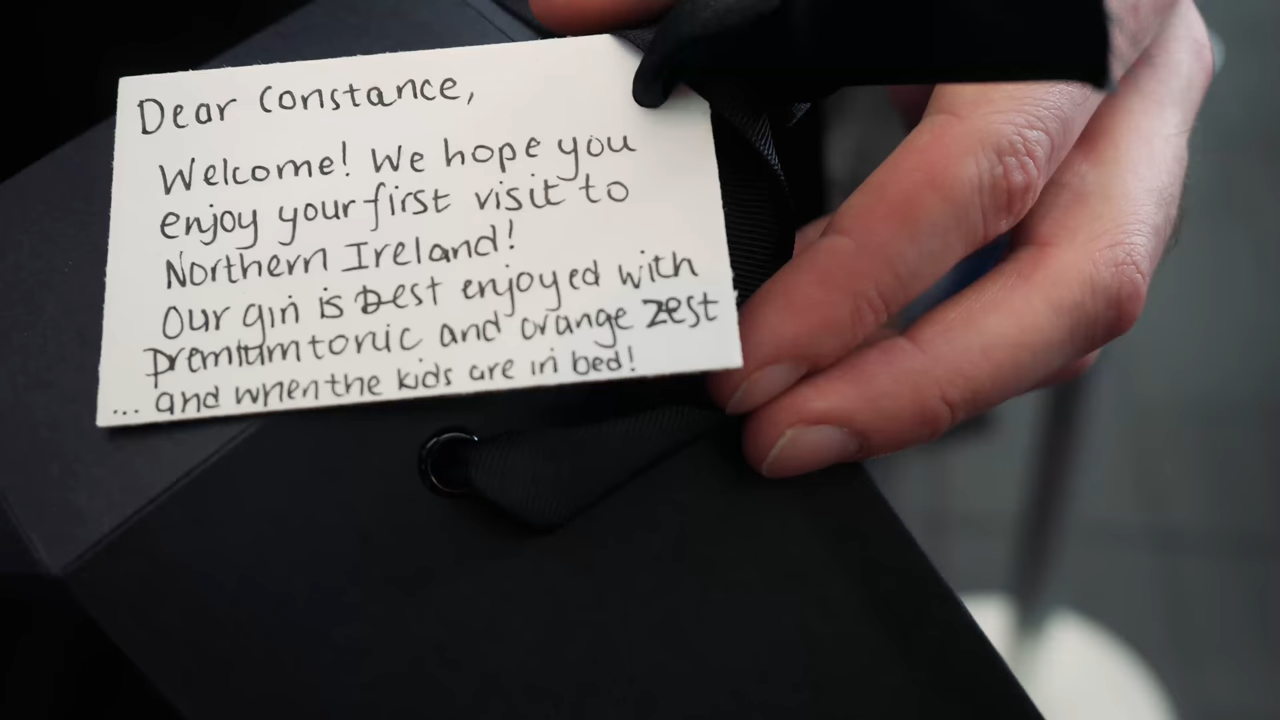 Dear Constance,
Welcome! We hope you
enjoy your first visit to
Northern Ireland!
Our gin is best enjoyed with
premium tonic and orange zest
... and when the kids are in bed!